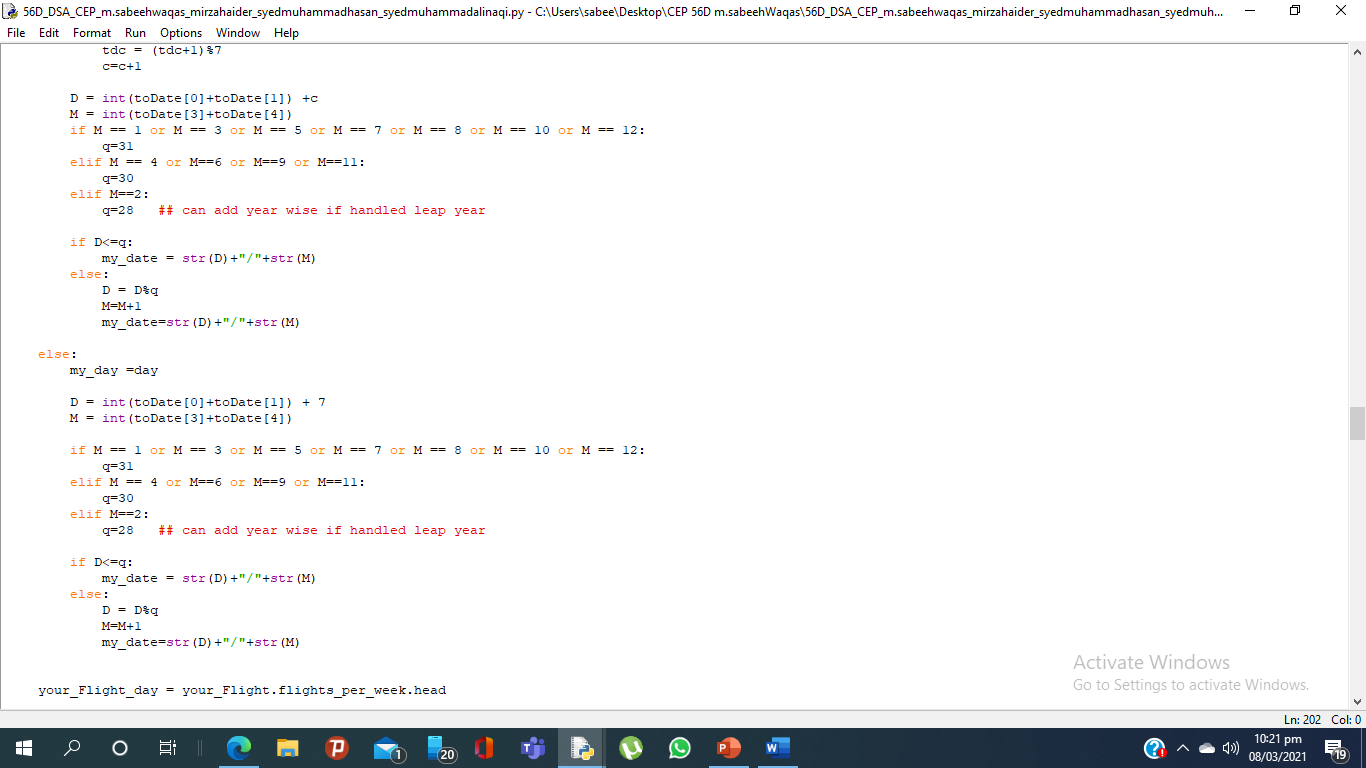 56D_DSA_CEP_m.sabeehwaqas_mirzahaider_syedmuhammadhasan_syedmuhammadalinaqi.py - C:\Users\sabee\Desktop\CEP 56D m.sabeehWaqas\56D_DSA_CEP_m.sabeehwaqas_mirzahaider_syedmuhammadhasan_syedmuh...
File Edit Format Run Options Window Help
            tdc = (tdc+1)%7
            c=c+1

        D = int(toDate[0]+toDate[1]) +c
        M = int(toDate[3]+toDate[4])
        if M == 1 or M == 3 or M == 5 or M == 7 or M == 8 or M == 10 or M == 12:
            q=31
        elif M == 4 or M==6 or M==9 or M==11:
            q=30
        elif M==2:
            q=28   ## can add year wise if handled leap year

        if D<=q:
            my_date = str(D)+"/"+str(M)
        else:
            D = D%q
            M=M+1
            my_date=str(D)+"/"+str(M)

    else:
        my_day =day

        D = int(toDate[0]+toDate[1]) + 7
        M = int(toDate[3]+toDate[4])

        if M == 1 or M == 3 or M == 5 or M == 7 or M == 8 or M == 10 or M == 12:
            q=31
        elif M == 4 or M==6 or M==9 or M==11:
            q=30
        elif M==2:
            q=28   ## can add year wise if handled leap year

        if D<=q:
            my_date = str(D)+"/"+str(M)
        else:
            D = D%q
            M=M+1
            my_date=str(D)+"/"+str(M)

    your_Flight_day = your_Flight.flights_per_week.head
Activate Windows
Go to Settings to activate Windows.
Ln: 202 Col: 0
1
20
10:21 pm
08/03/2021
19